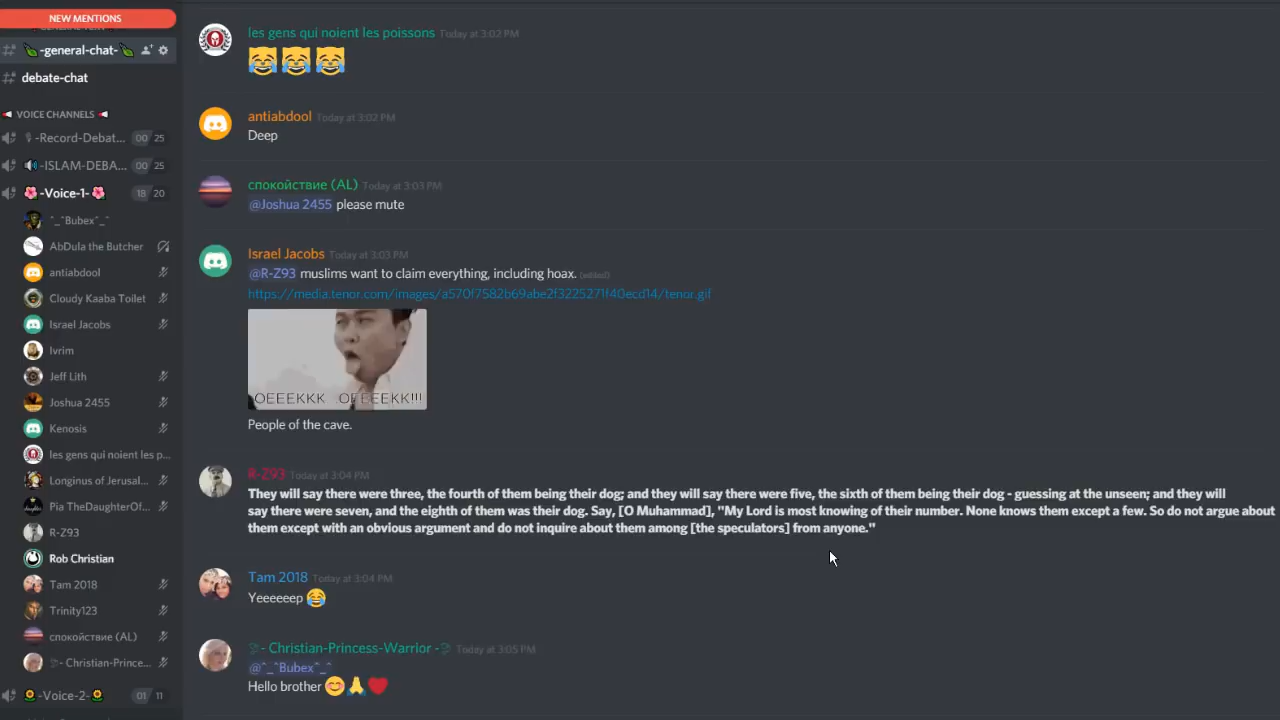 NEW MENTIONS
-general-chat-
debate-chat
VOICE CHANNELS
-Record-Debat... 00 25
-ISLAM-DEBA... 00 25
-Voice-1- 18 20
^_^Bubex^_^
AbDula the Butcher
antiabdool
Cloudy Kaaba Toilet
Israel Jacobs
Ivrim
Jeff Lith
Joshua 2455
Kenosis
les gens qui noient les p...
Longinus of Jerusal...
Pia TheDaughterOf...
R-Z93
Rob Christian
Tam 2018
Trinity123
спокойствие (AL)
- Christian-Prince...
-Voice-2- 01 11
les gens qui noient les poissons Today at 3:02 PM
😹😹😹
antiabdool Today at 3:02 PM
Deep
спокойствие (AL) Today at 3:03 PM
@Joshua 2455 please mute
Israel Jacobs Today at 3:03 PM
@R-Z93 muslims want to claim everything, including hoax. (edited)
https://media.tenor.com/images/a570f7582b69abe2f3225271f40ecd14/tenor.gif
OEEEKKK OEEEEKK!!!
People of the cave.
R-Z93 Today at 3:04 PM
They will say there were three, the fourth of them being their dog; and they will say there were five, the sixth of them being their dog - guessing at the unseen; and they will
say there were seven, and the eighth of them was their dog. Say, [O Muhammad], "My Lord is most knowing of their number. None knows them except a few. So do not argue about
them except with an obvious argument and do not inquire about them among [the speculators] from anyone."
Tam 2018 Today at 3:04 PM
Yeeeeeep 😂
- Christian-Princess-Warrior - Today at 3:05 PM
@^_^Bubex^_^
Hello brother 😊🙏❤️